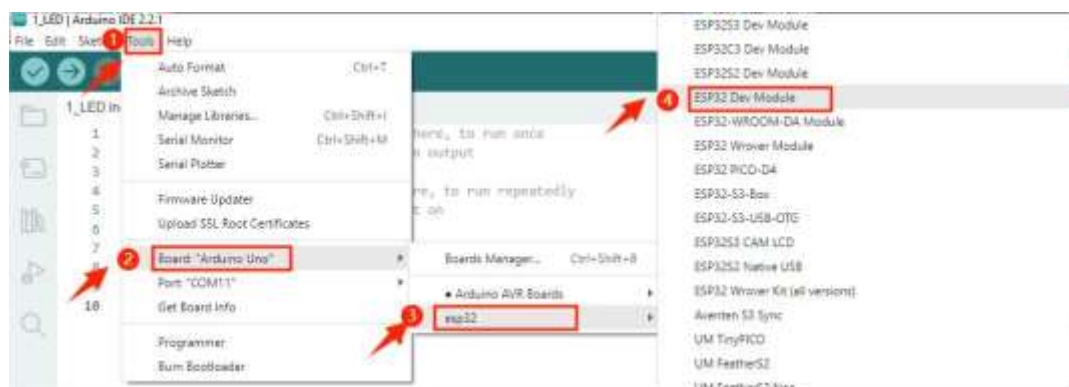 1_LED | Arduino IDE 2.2.1
File Edit Sketch Tools Help
1
1_LED.in
Auto Format Ctrl+T
Archive Sketch
Manage Libraries... Ctrl+Shift+I
Serial Monitor Ctrl+Shift+M
Serial Plotter
Firmware Updater
Upload SSL Root Certificates
2
Board: "Arduino Uno"
Port: "COM11"
Get Board Info
Programmer
Burn Bootloader
1
2
3
4
5
6
7
8
10
here, to run once
n output
re, to run repeatedly
t on
Boards Manager... Ctrl+Shift+B
• Arduino AVR Boards
3
esp32
ESP32S3 Dev Module
ESP32C3 Dev Module
ESP32S2 Dev Module
4
ESP32 Dev Module
ESP32-WROOM-DA Module
ESP32 Wrover Module
ESP32 PICO-D4
ESP32-S3-Box
ESP32-S3-USB-OTG
ESP32S3 CAM LCD
ESP32S2 Native USB
ESP32 Wrover Kit (all versions)
Aventen S3 Sync
UM TinyPICO
UM FeatherS2
UM FeatherS2 Neo